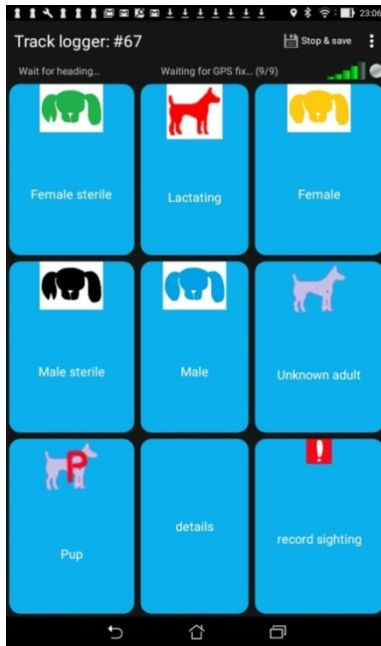 23:06
Track logger: #67
Stop & save
Wait for heading...
Waiting for GPS fix... (9/9)
Female sterile
Lactating
Female
Male sterile
Male
Unknown adult
P
Pup
details
!
record sighting